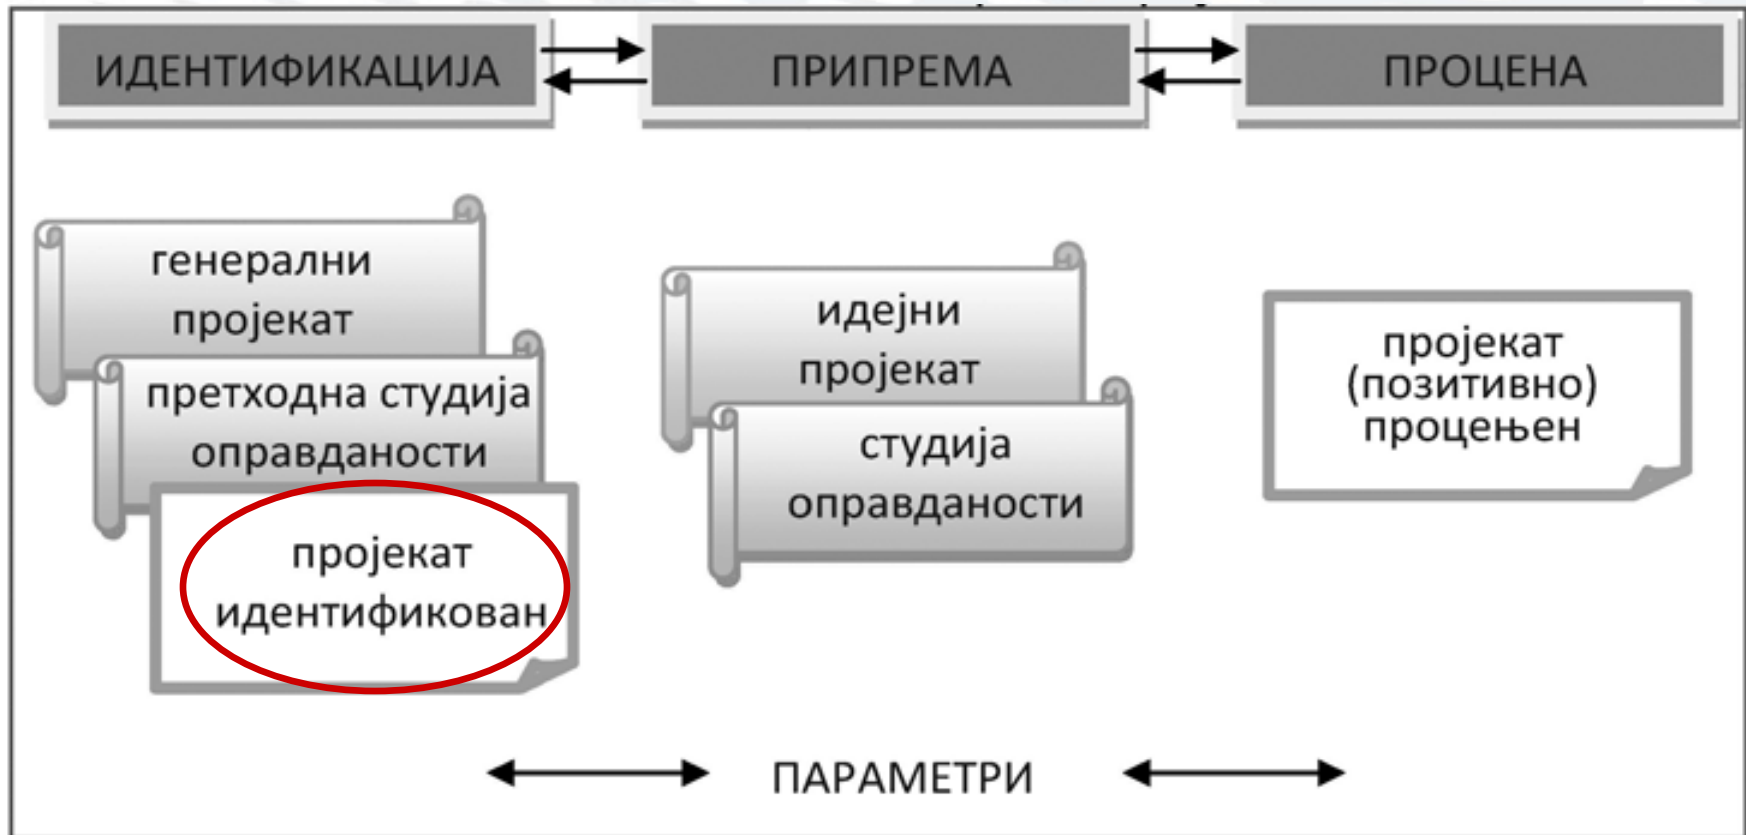 ИДЕНТИФИКАЦИЈА
ПРИПРЕМА
ПРОЦЕНА
генерални
пројекат
претходна студија
оправданости
пројекат
идентификован
идејни
пројекат
студија
оправданости
пројекат
(позитивно)
процењен
ПАРАМЕТРИ